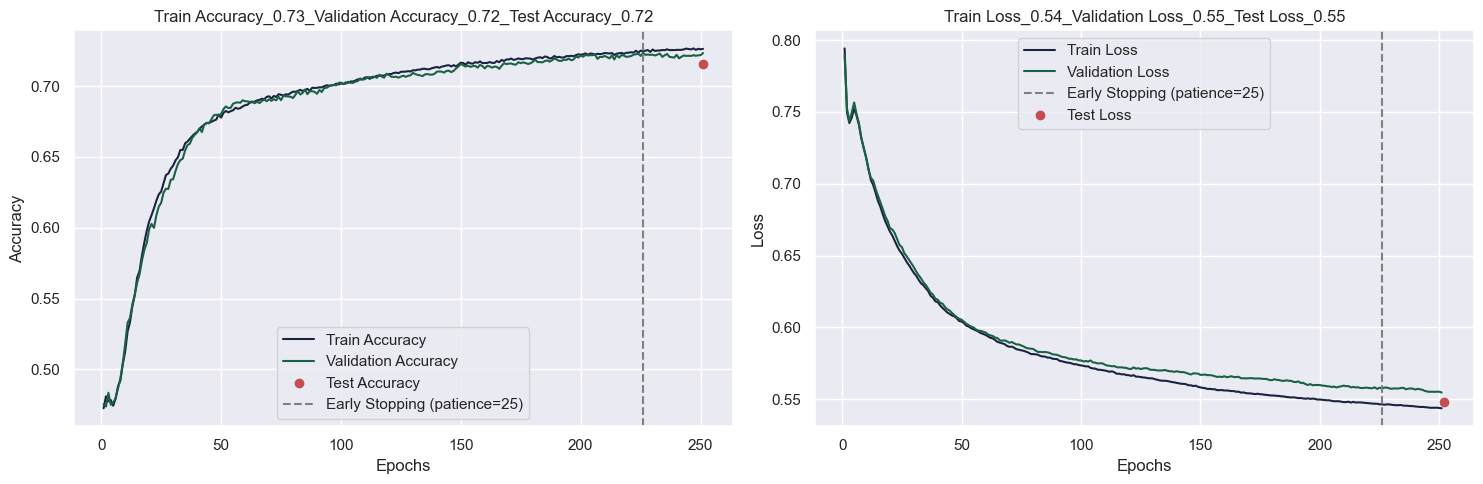 Train Accuracy_0.73_Validation Accuracy_0.72_Test Accuracy_0.72
Accuracy
0.70
0.65
0.60
0.55
0.50
Train Accuracy
Validation Accuracy
Test Accuracy
Early Stopping (patience=25)
0 50 100 150 200 250
Epochs
Train Loss_0.54_Validation Loss_0.55_Test Loss_0.55
Loss
0.80
0.75
0.70
0.65
0.60
0.55
Train Loss
Validation Loss
Early Stopping (patience=25)
Test Loss
0 50 100 150 200 250
Epochs